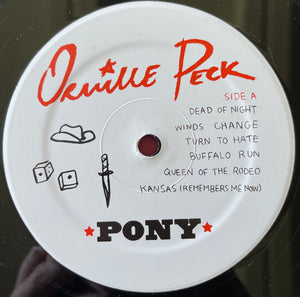 Orville Peck
SIDE A
DEAD OF NIGHT
WINDS CHANGE
TURN TO HATE
BUFFALO RUN
QUEEN OF THE RODEO
KANSAS (REMEMBERS ME NOW)
PONY